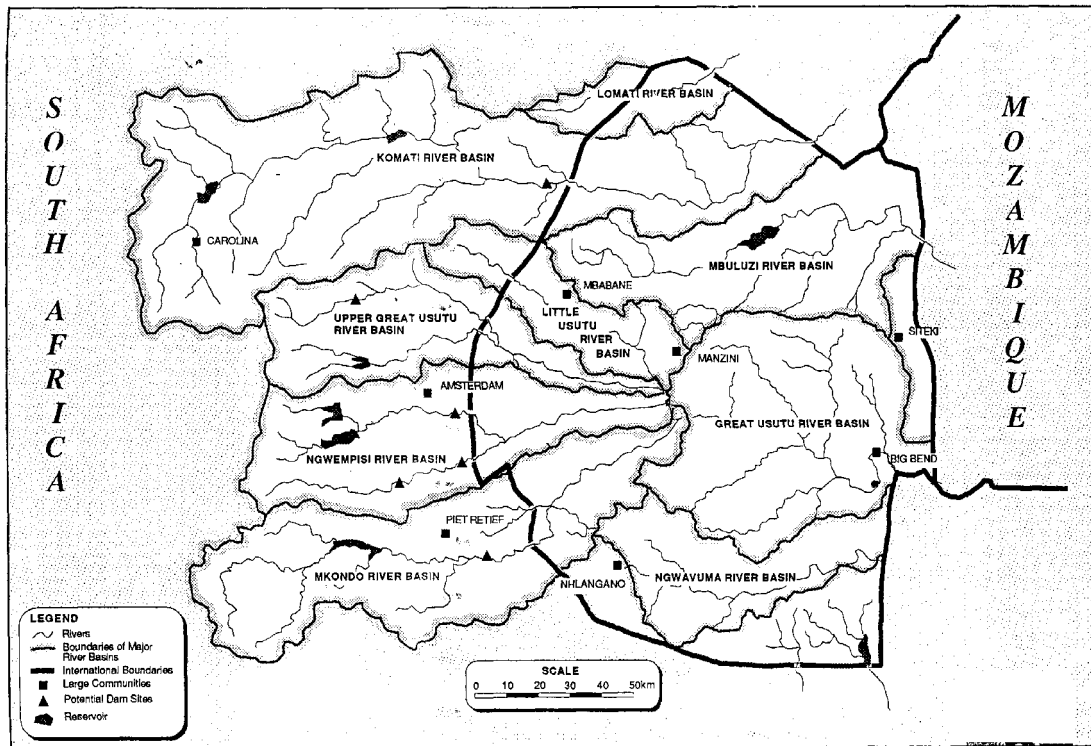 SOUTH AFRICA
MOZAMBIQUE
LOMATI RIVER BASIN
KOMATI RIVER BASIN
CAROLINA
MBULUZI RIVER BASIN
MBABANE
UPPER GREAT USUTU
RIVER BASIN
LITTLE
USUTU
RIVER
BASIN
SITEKI
MANZINI
AMSTERDAM
GREAT USUTU RIVER BASIN
NGWEMPISI RIVER BASIN
BIG BEND
PIET RETIEF
MKONDO RIVER BASIN
NHLANGANO
NGWAVUMA RIVER BASIN
LEGEND
Rivers
Boundaries of Major
River Basins
International Boundaries
Large Communities
Potential Dam Sites
Reservoir
SCALE
0 10 20 30 40 50km